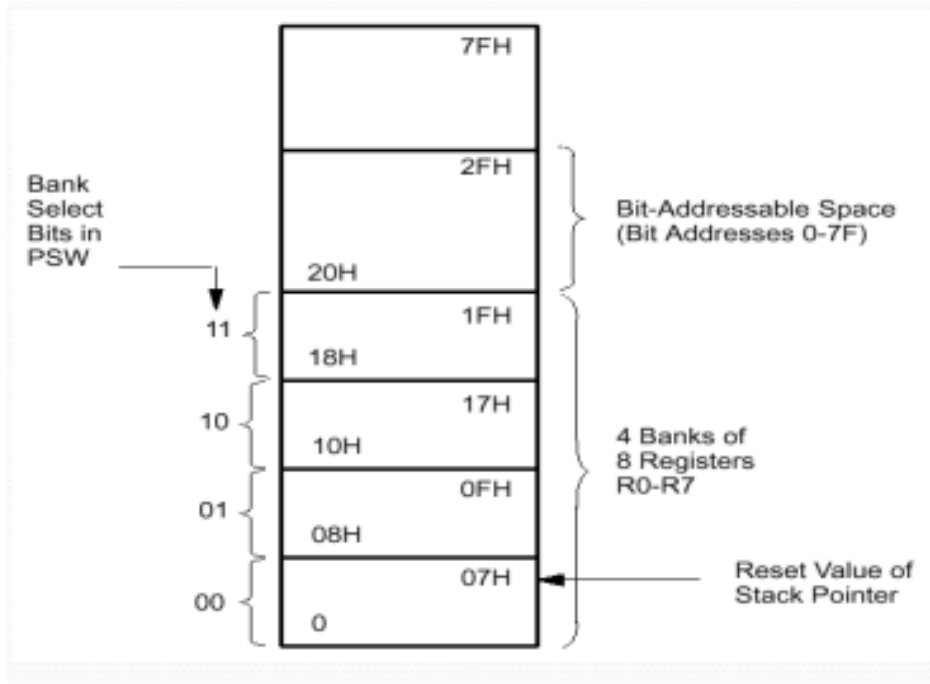 7FH
2FH
Bank
Select
Bits in
PSW
Bit-Addressable Space
(Bit Addresses 0-7F)
20H
11
1FH
18H
10
17H
10H
4 Banks of
8 Registers
R0-R7
01
0FH
08H
00
07H
0
Reset Value of
Stack Pointer